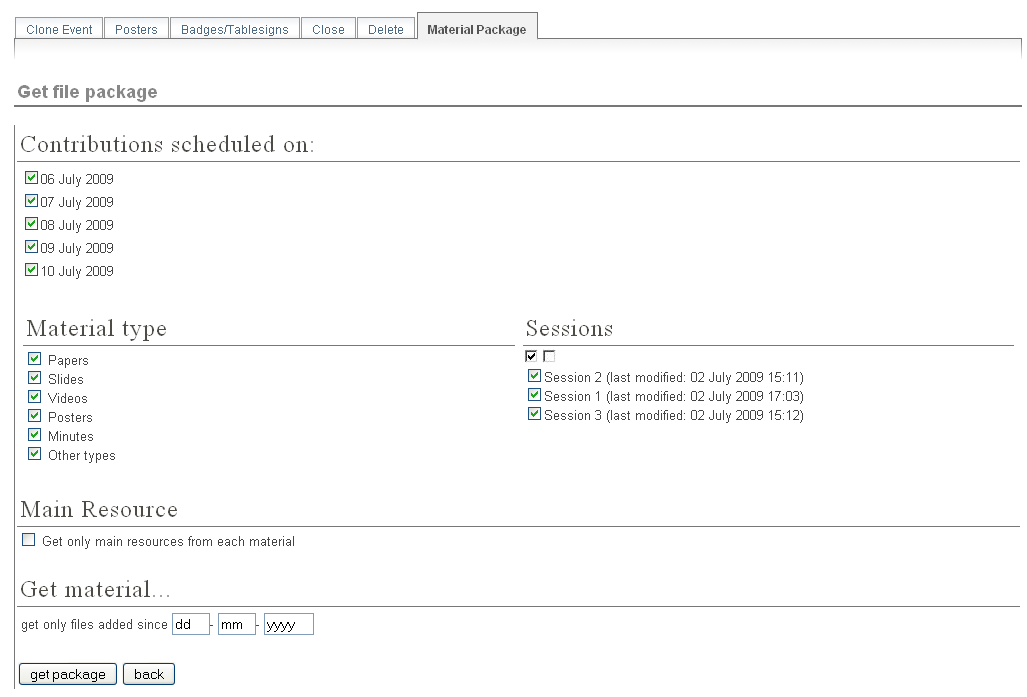 Clone Event Posters Badges/Tablesigns Close Delete Material Package
Get file package
Contributions scheduled on:
06 July 2009
07 July 2009
08 July 2009
09 July 2009
10 July 2009
Material type
Papers
Slides
Videos
Posters
Minutes
Other types
Sessions
Session 2 (last modified: 02 July 2009 15:11)
Session 1 (last modified: 02 July 2009 17:03)
Session 3 (last modified: 02 July 2009 15:12)
Main Resource
Get only main resources from each material
Get material...
get only files added since dd - mm - yyyy
get package back